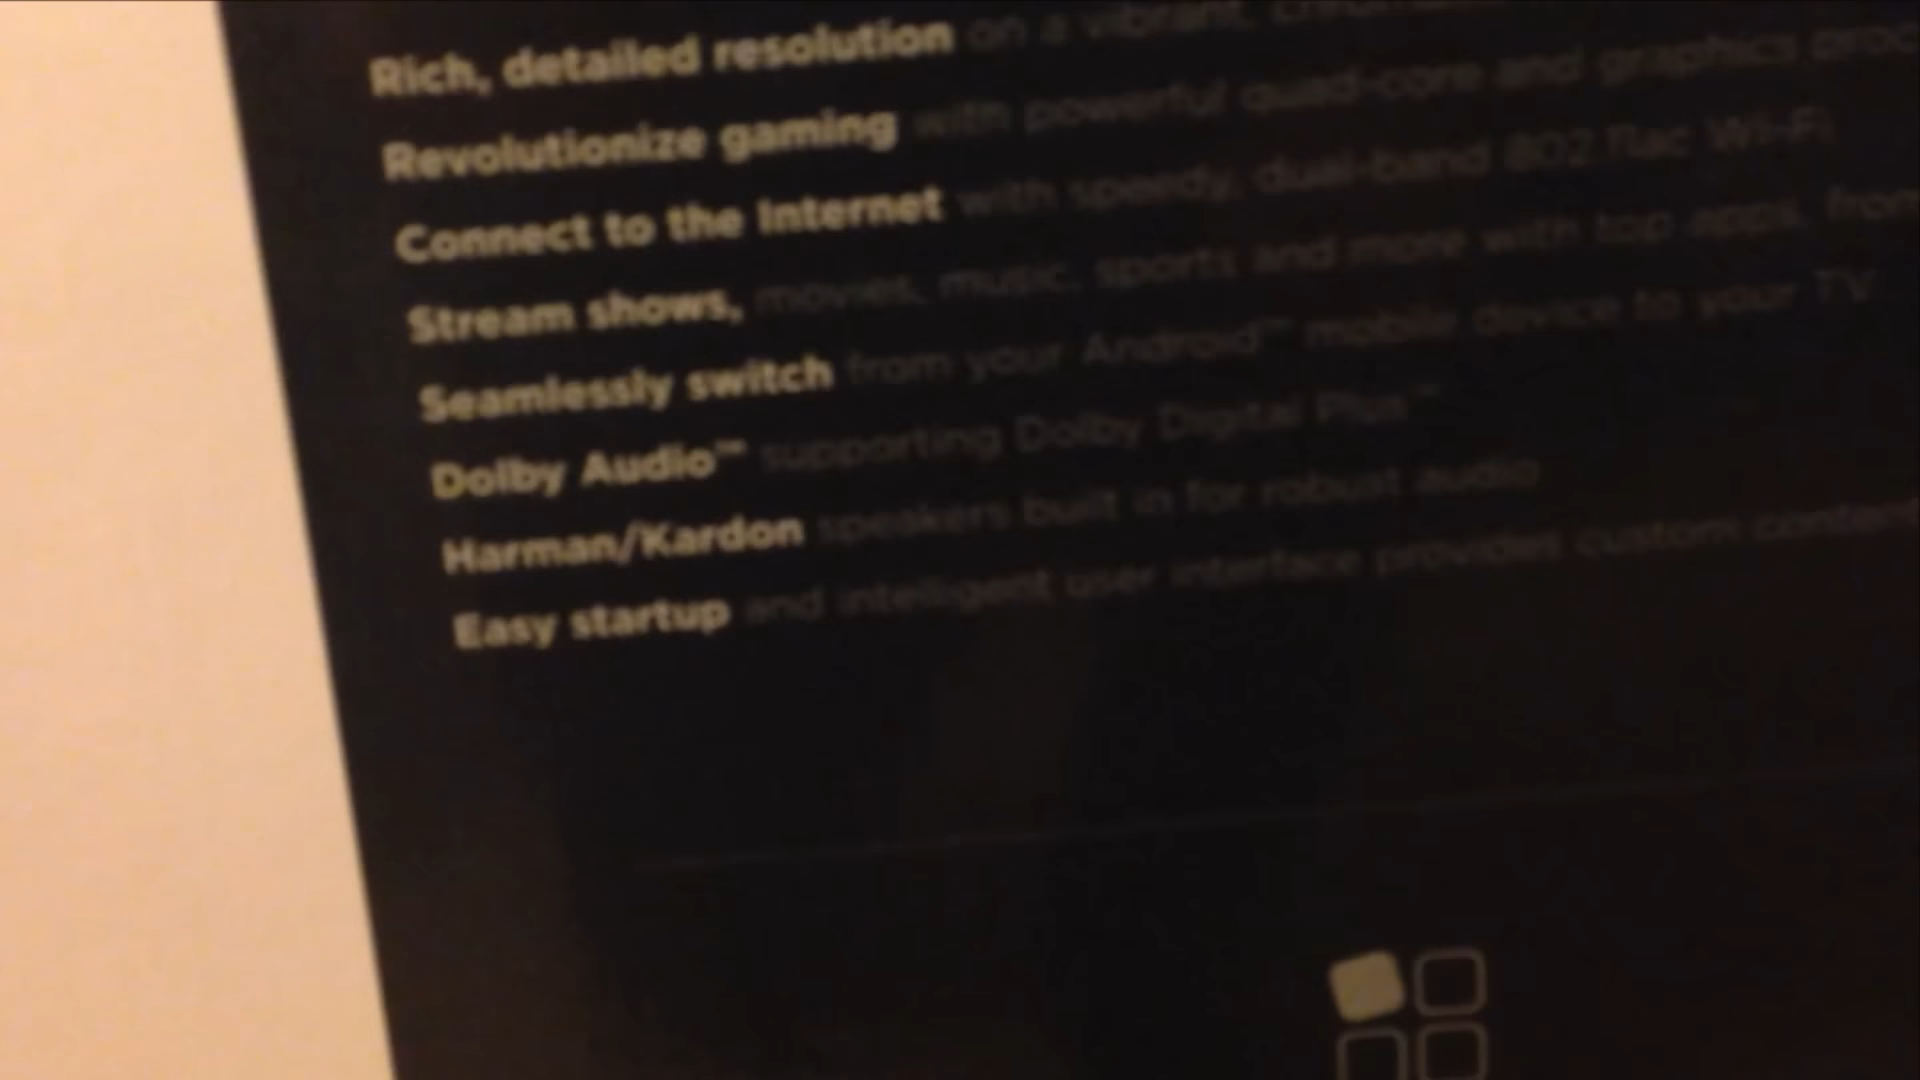 Rich, detailed resolution on a vibrant,
Revolutionize gaming with powerful quad-core and graphics
Connect to the Internet with speedy, dual-band 802.11ac Wi-Fi
Stream shows, movies, music, sports and more with top apps, from
Seamlessly switch from your Android™ mobile device to your TV
Dolby Audio™ supporting Dolby Digital Plus™
Harman/Kardon speakers built in for robust audio
Easy startup and intelligent user interface provides custom content